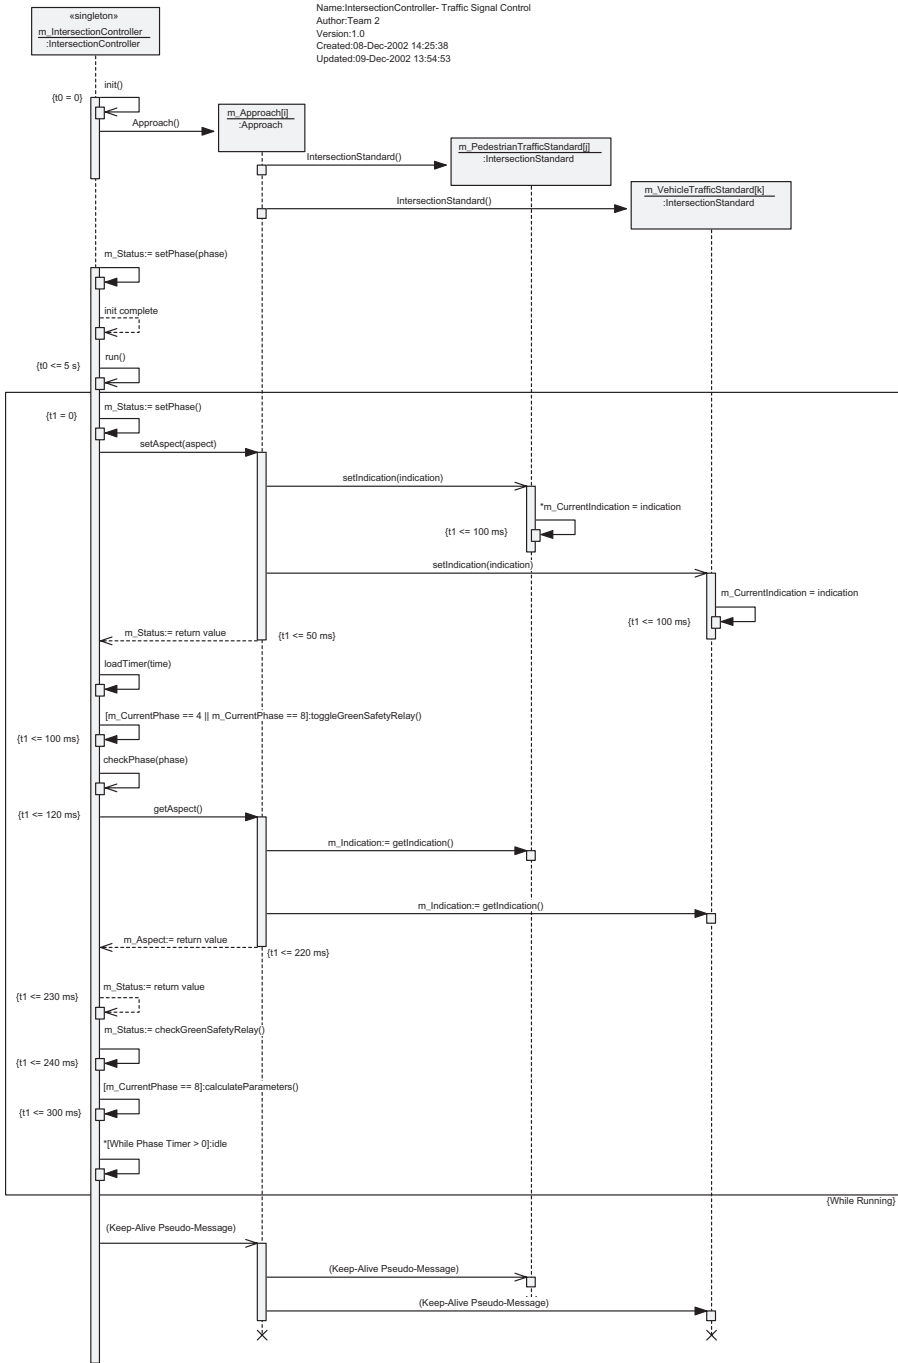 Name:IntersectionController- Traffic Signal Control
Author:Team 2
Version:1.0
Created:08-Dec-2002 14:25:38
Updated:09-Dec-2002 13:54:53
«singleton»
m_IntersectionController
:IntersectionController
init()
{t0 = 0}
Approach()
m_Approach[i]
:Approach
IntersectionStandard()
m_PedestrianTrafficStandard[j]
:IntersectionStandard
IntersectionStandard()
m_VehicleTrafficStandard[k]
:IntersectionStandard
m_Status:= setPhase(phase)
init complete
{t0 <= 5 s}
run()
{t1 = 0}
m_Status:= setPhase()
setAspect(aspect)
setIndication(indication)
*m_CurrentIndication = indication
{t1 <= 100 ms}
setIndication(indication)
m_CurrentIndication = indication
{t1 <= 100 ms}
m_Status:= return value
{t1 <= 50 ms}
loadTimer(time)
[m_CurrentPhase == 4 || m_CurrentPhase == 8]:toggleGreenSafetyRelay()
{t1 <= 100 ms}
checkPhase(phase)
{t1 <= 120 ms}
getAspect()
m_Indication:= getIndication()
m_Indication:= getIndication()
m_Aspect:= return value
{t1 <= 220 ms}
m_Status:= return value
{t1 <= 230 ms}
m_Status:= checkGreenSafetyRelay()
{t1 <= 240 ms}
[m_CurrentPhase == 8]:calculateParameters()
{t1 <= 300 ms}
*[While Phase Timer > 0]:idle
{While Running}
(Keep-Alive Pseudo-Message)
(Keep-Alive Pseudo-Message)
(Keep-Alive Pseudo-Message)